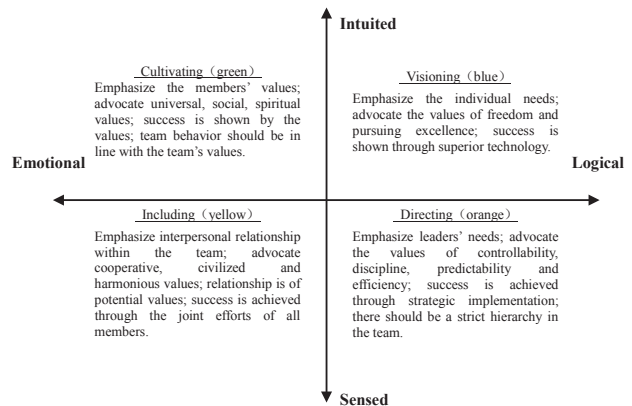 Intuited
Cultivating（green）
Emphasize the members' values;
advocate universal, social, spiritual
values; success is shown by the
values; team behavior should be in
line with the team's values.
Visioning（blue）
Emphasize the individual needs;
advocate the values of freedom and
pursuing excellence; success is
shown through superior technology.
Emotional
Logical
Including（yellow）
Emphasize interpersonal relationship
within the team; advocate
cooperative, civilized and
harmonious values; relationship is of
potential values; success is achieved
through the joint efforts of all
members.
Directing（orange）
Emphasize leaders' needs; advocate
the values of controllability,
discipline, predictability and
efficiency; success is achieved
through strategic implementation;
there should be a strict hierarchy in
the team.
Sensed